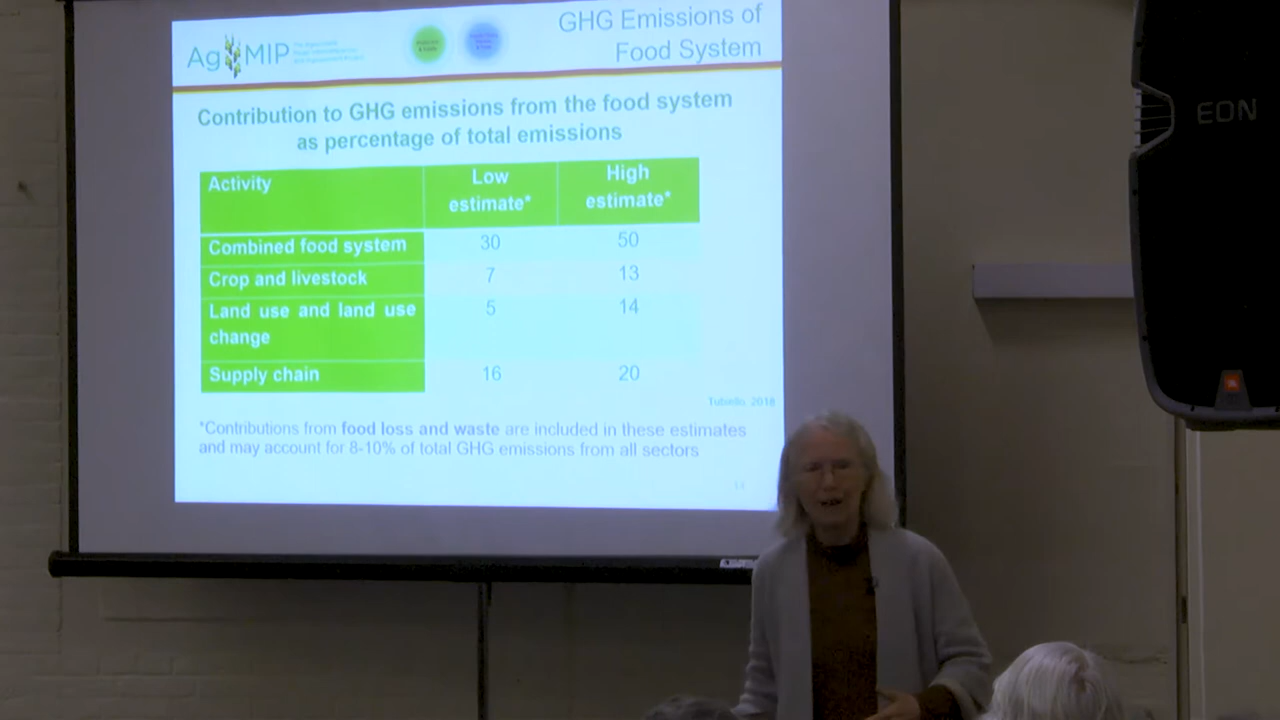 AgMIP
GHG Emissions of
Food System
Contribution to GHG emissions from the food system
as percentage of total emissions
Activity
Low
estimate*
High
estimate*
Combined food system
30
50
Crop and livestock
7
13
Land use and land use
change
5
14
Supply chain
16
20
Tubiello 2018
*Contributions from food loss and waste are included in these estimates
and may account for 8-10% of total GHG emissions from all sectors
EON